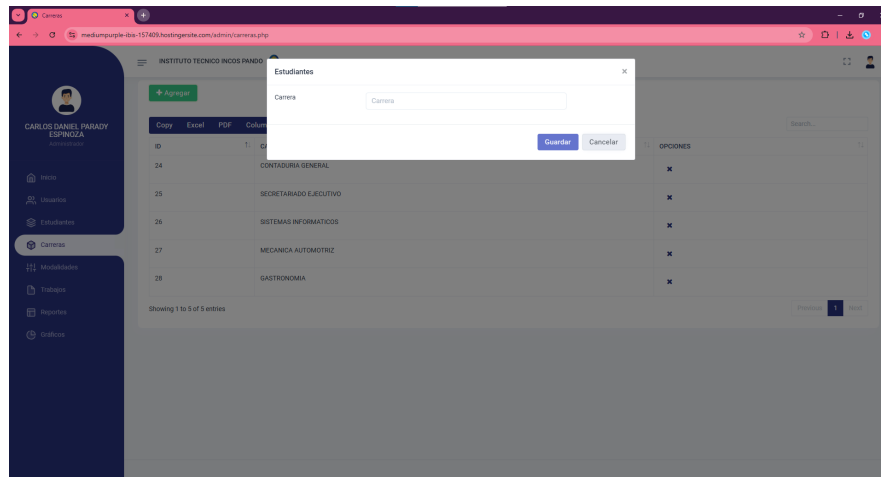 Carreras
mediumpurple-ibis-157409.hostingersite.com/admin/carreras.php
INSTITUTO TECNICO INCOS PANDO
CARLOS DANIEL PARADY
ESPINOZA
Administrador
Inicio
Usuarios
Estudiantes
Carreras
Modalidades
Trabajos
Reportes
Gráficos
Estudiantes ×
Carrera Carrera
Guardar Cancelar
+ Agregar
Copy Excel PDF Colum
Search...
ID CA OPCIONES
24 CONTADURIA GENERAL
25 SECRETARIADO EJECUTIVO
26 SISTEMAS INFORMATICOS
27 MECANICA AUTOMOTRIZ
28 GASTRONOMIA
Showing 1 to 5 of 5 entries
Previous 1 Next